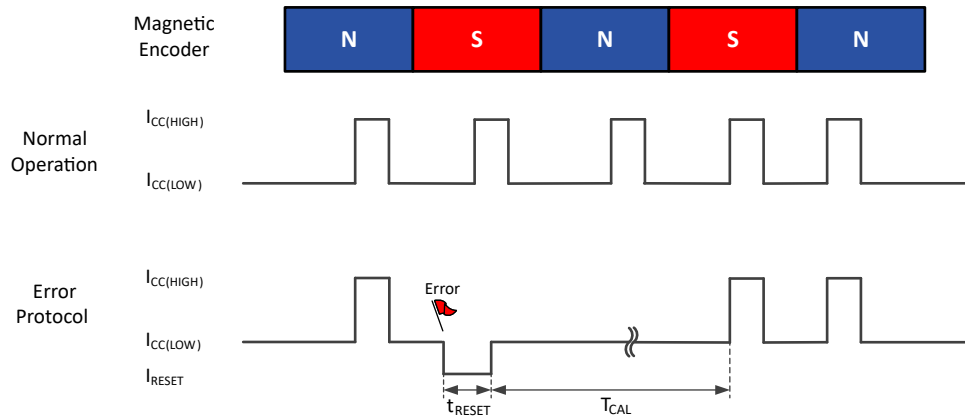 Magnetic
Encoder
N S N S N
Normal
Operation
ICC(HIGH)
ICC(LOW)
Error
Protocol
ICC(HIGH)
Error
ICC(LOW)
IRESET
tRESET
TCAL